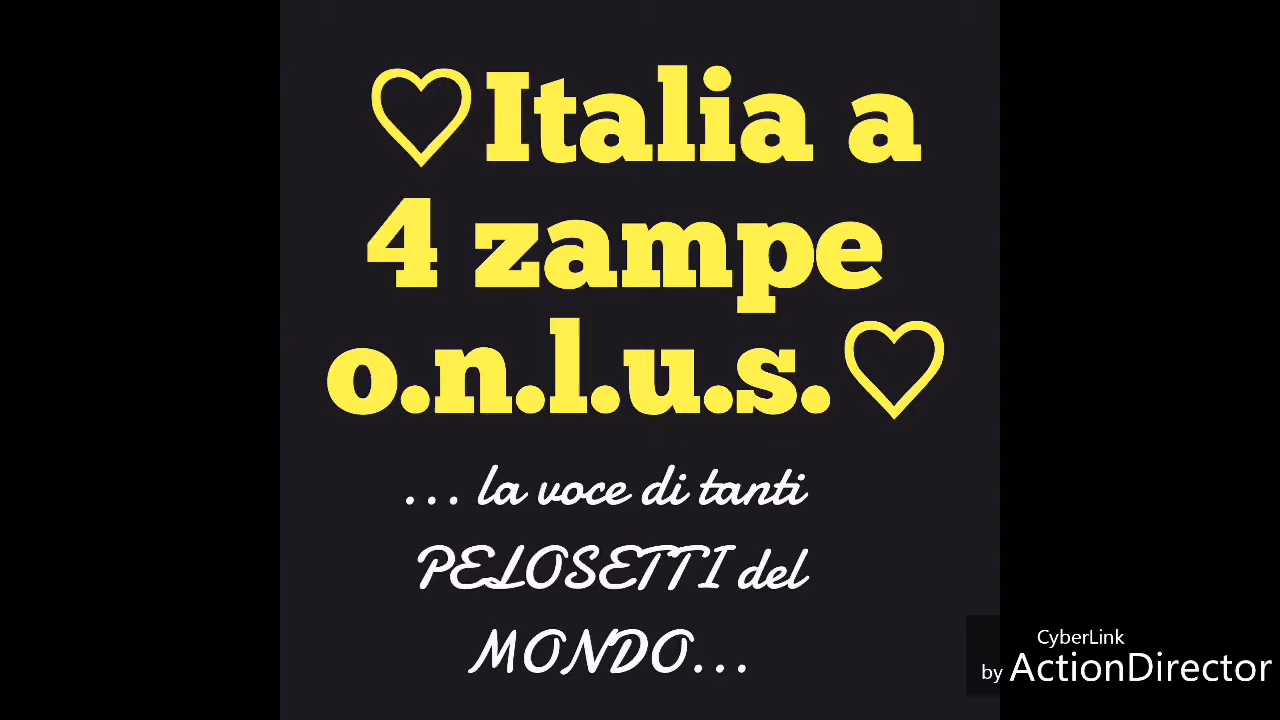 ♡Italia a
4 zampe
o.n.l.u.s.♡
... la voce di tanti
PELOSETTI del
MONDO...
CyberLink
by ActionDirector